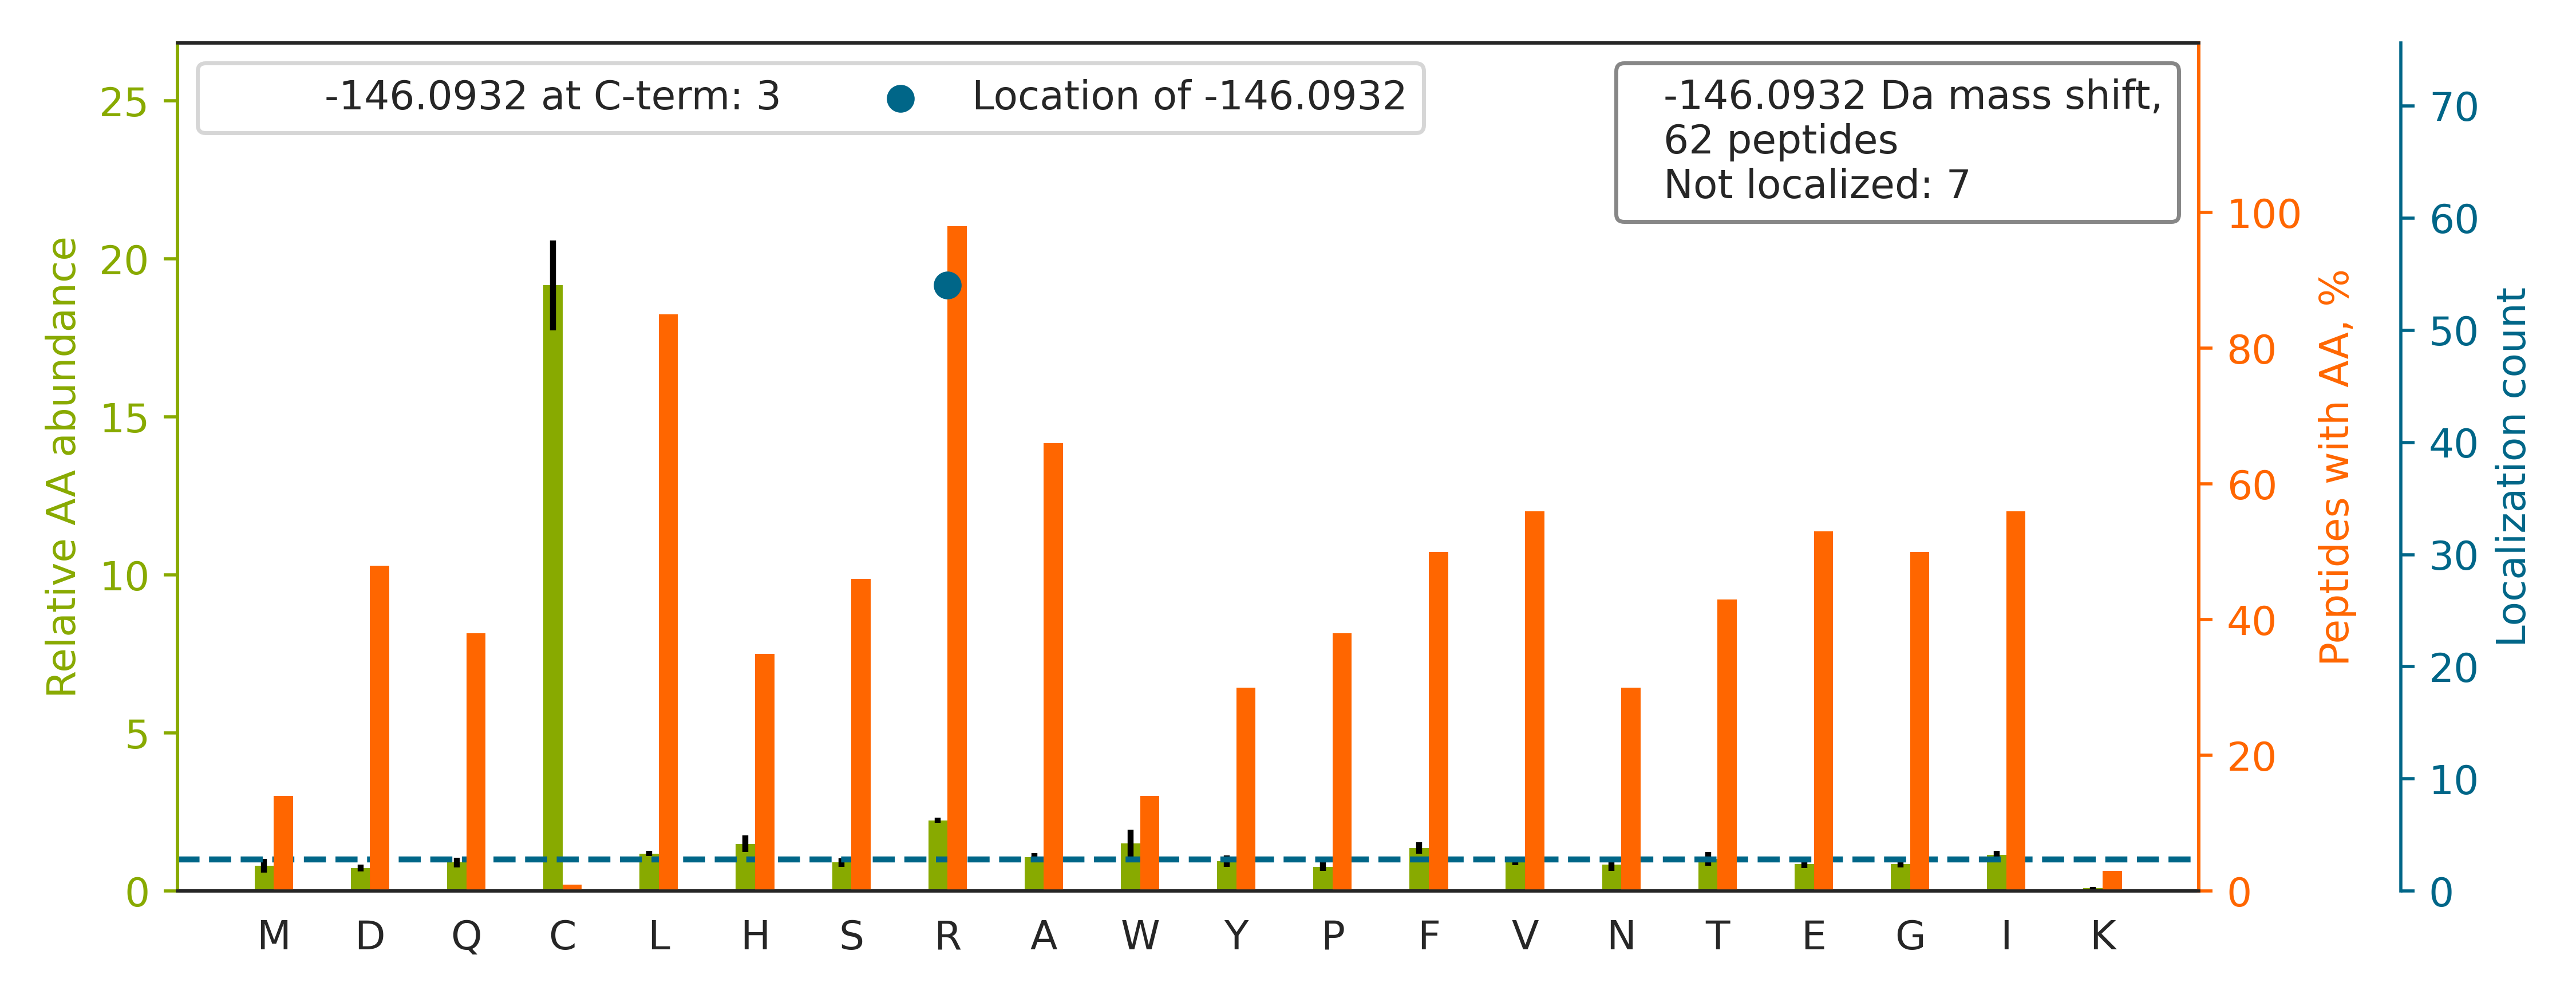 -146.0932 at C-term: 3
Location of -146.0932
-146.0932 Da mass shift,
62 peptides
Not localized: 7
Relative AA abundance
25
20
15
10
5
0
Peptides with AA, %
100
80
60
40
20
0
Localization count
70
60
50
40
30
20
10
0
M D Q C L H S R A W Y P F V N T E G I K